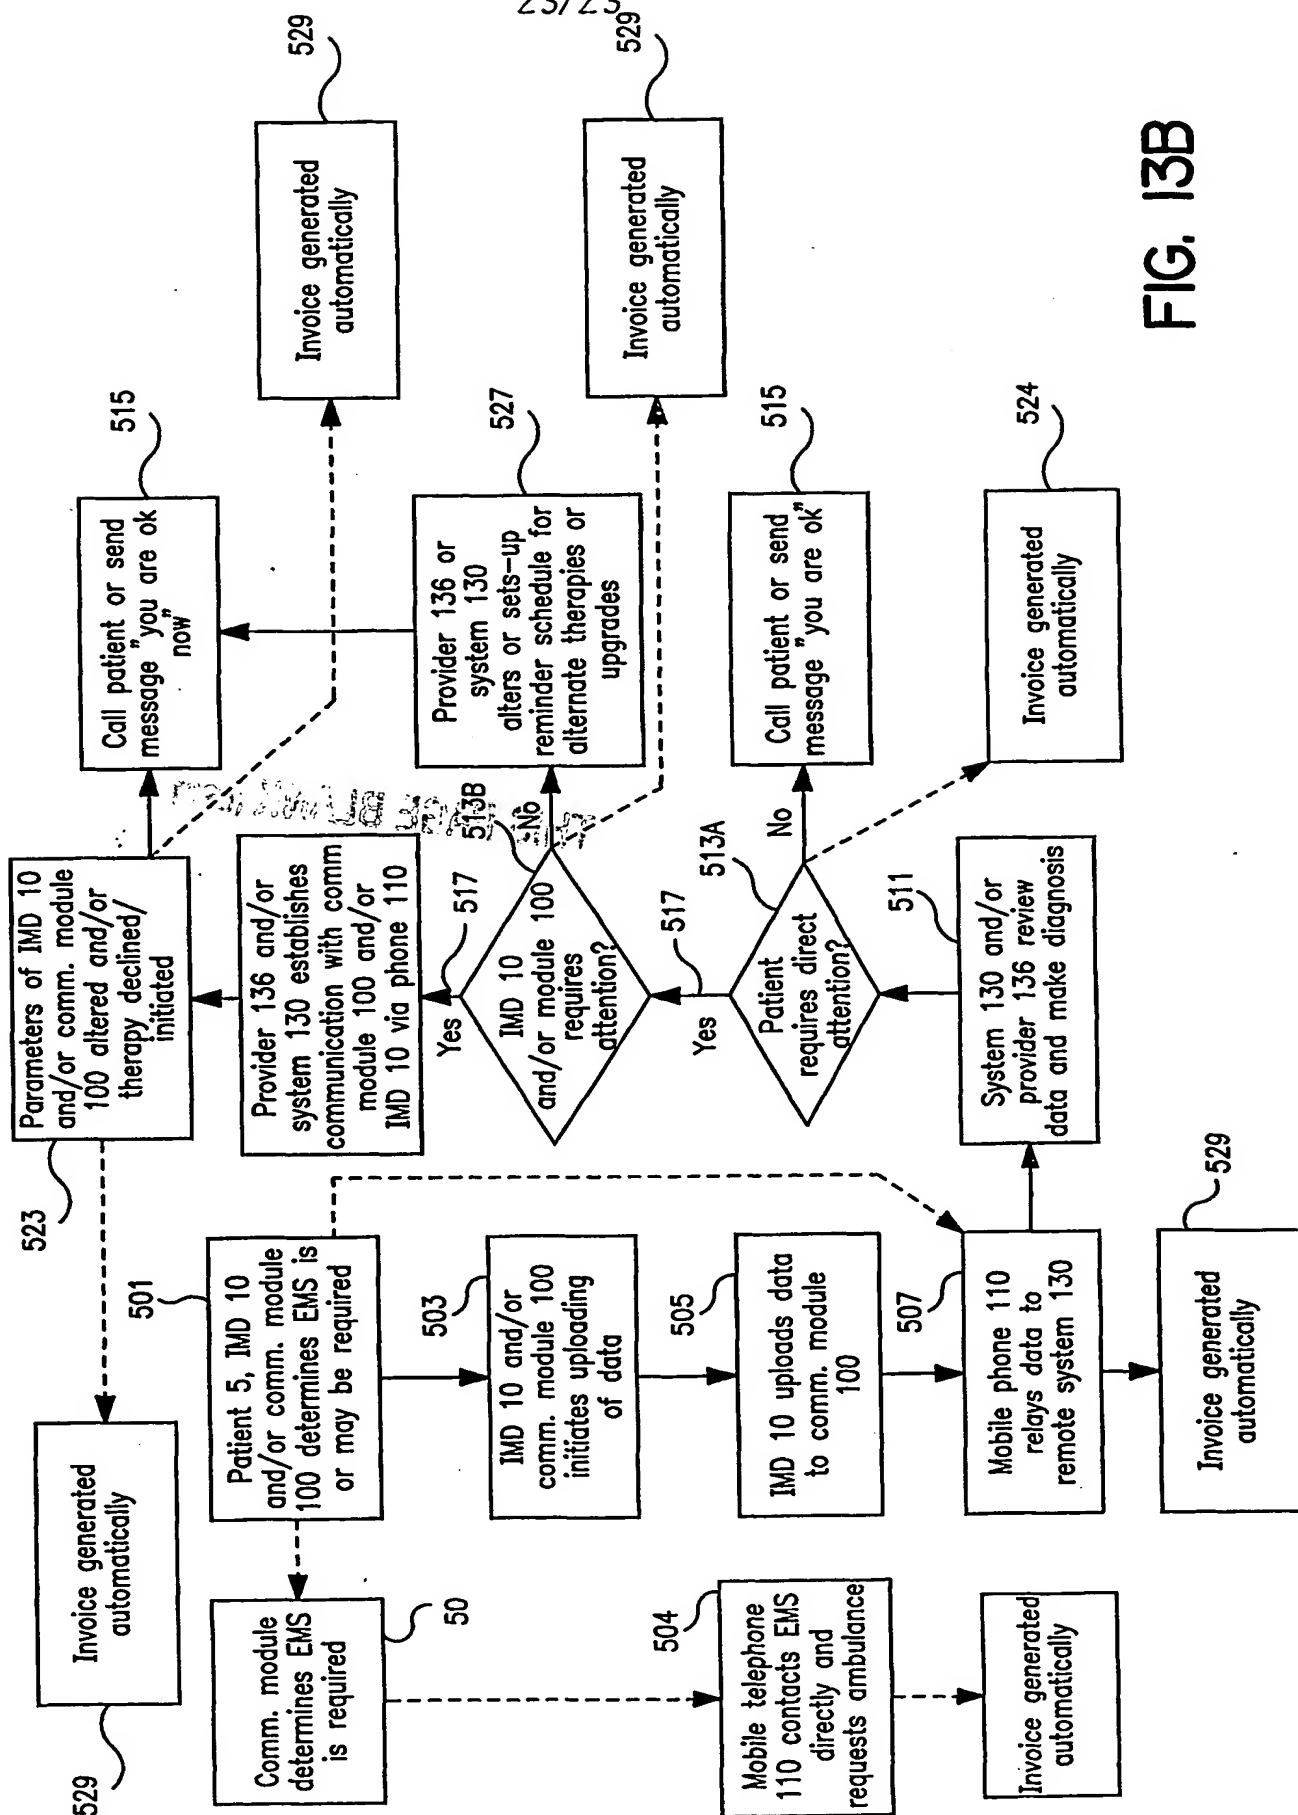 23/23
529
Invoice generated
automatically
523
Parameters of IMD 10
and/or comm. module
100 altered and/or
therapy declined/
initiated
515
Call patient or send
message "you are ok
now"
529
Invoice generated
automatically
Comm. module
determines EMS
is required
50
501
Patient 5, IMD 10
and/or comm. module
100 determines EMS is
or may be required
Provider 136 and/or
system 130 establishes
communication with comm
module 100 and/or
IMD 10 via phone 110
503
IMD 10 and/or
comm. module 100
initiates uploading
of data
Yes
517
IMD 10
and/or module 100
requires
attention?
513B
No
527
Provider 136 or
system 130
alters or sets-up
reminder schedule for
alternate therapies or
upgrades
529
Invoice generated
automatically
504
Mobile telephone
110 contacts EMS
directly and
requests ambulance
505
IMD 10 uploads data
to comm. module
100
Yes
517
Patient
requires direct
attention?
513A
No
515
Call patient or send
message "you are ok"
Invoice generated
automatically
507
Mobile phone 110
relays data to
remote system 130
511
System 130 and/or
provider 136 review
data and make diagnosis
524
Invoice generated
automatically
529
Invoice generated
automatically
FIG. 13B